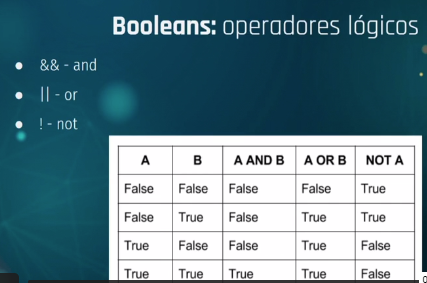 Booleans: operadores lógicos
● && - and
● || - or
● ! - not
A B A AND B A OR B NOT A
False False False False True
False True False True True
True False False True False
True True True True False